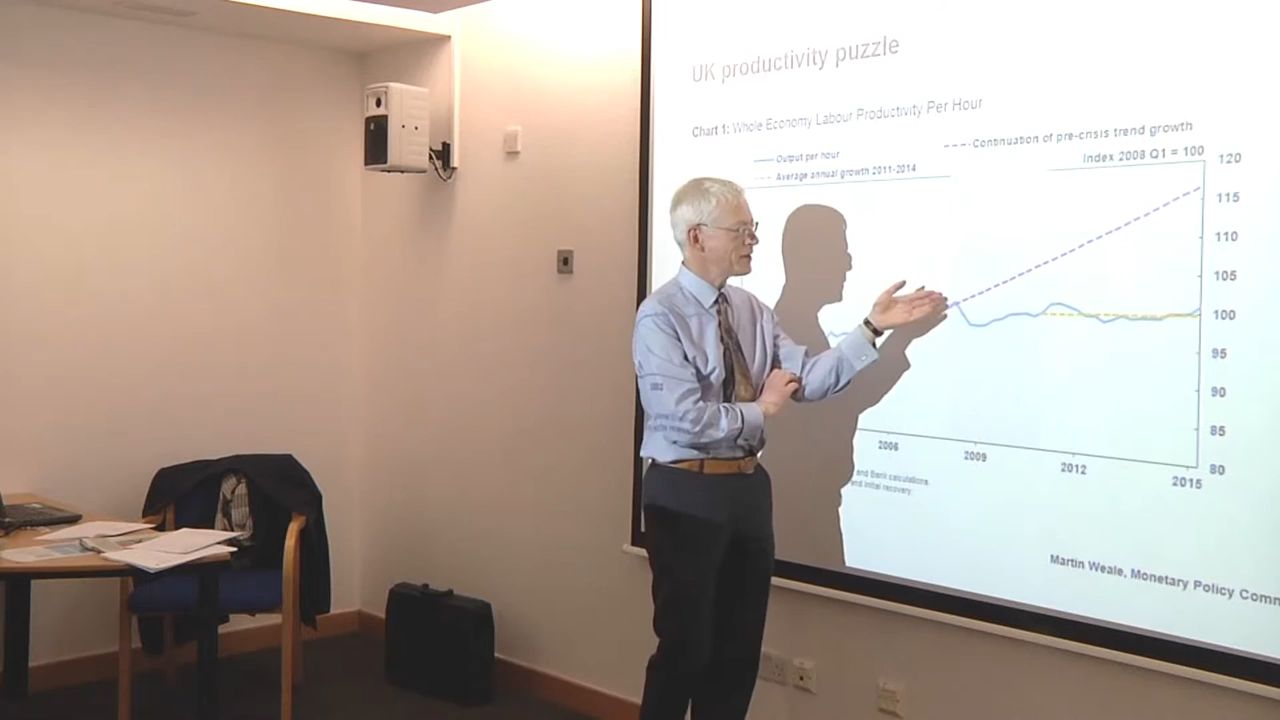 UK productivity puzzle
Chart 1: Whole Economy Labour Productivity Per Hour
Output per hour
Average annual growth 2011-2014
Continuation of pre-crisis trend growth
Index 2008 Q1 = 100
120
115
110
105
100
95
90
85
80
2006
2009
2012
2015
and Bank calculations.
and initial recovery.
Martin Weale, Monetary Policy Comm